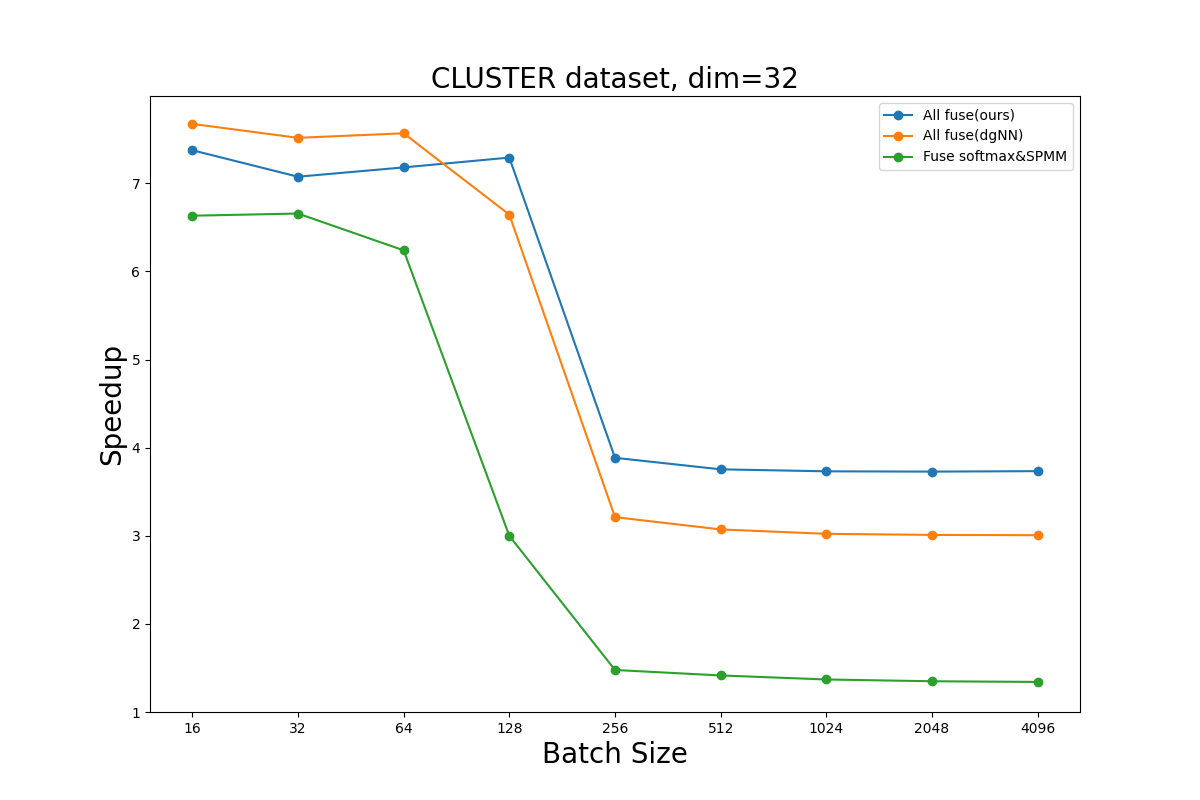 CLUSTER dataset, dim=32
All fuse(ours)
All fuse(dgNN)
Fuse softmax&SPMM
Speedup
7
6
5
4
3
2
1
16 32 64 128 256 512 1024 2048 4096
Batch Size